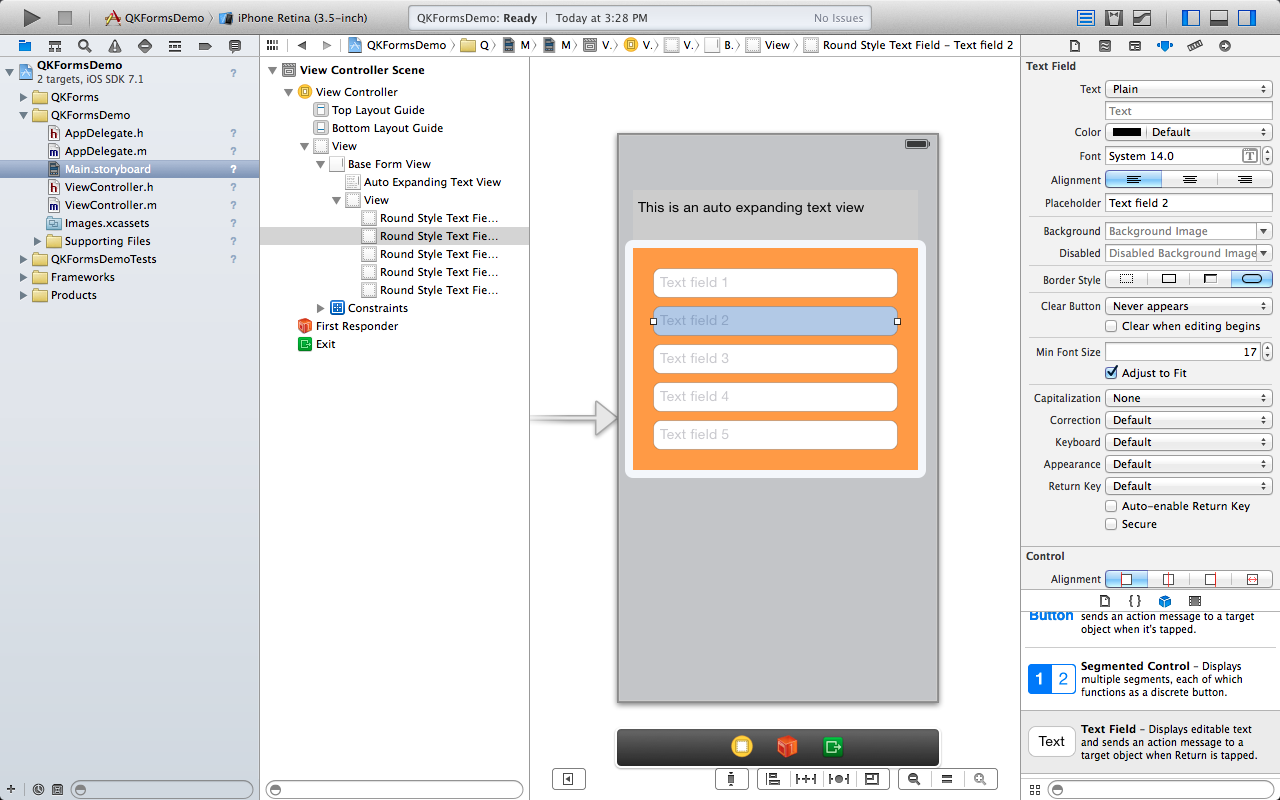 QKFormsDemo
iPhone Retina (3.5-inch)
QKFormsDemo: Ready
Today at 3:28 PM
No Issues
QKFormsDemo
Q
M
M
V.
V.
V.
B.
View
Round Style Text Field – Text field 2
QKFormsDemo
2 targets, iOS SDK 7.1
?
QKForms
QKFormsDemo
h AppDelegate.h ?
m AppDelegate.m ?
Main.storyboard ?
h ViewController.h ?
m ViewController.m ?
Images.xcassets ?
Supporting Files ?
QKFormsDemoTests ?
Frameworks
Products
View Controller Scene
View Controller
Top Layout Guide
Bottom Layout Guide
View
Base Form View
Auto Expanding Text View
View
Round Style Text Fie...
Round Style Text Fie...
Round Style Text Fie...
Round Style Text Fie...
Round Style Text Fie...
Constraints
First Responder
Exit
This is an auto expanding text view
Text field 1
Text field 2
Text field 3
Text field 4
Text field 5
Text Field
Text Plain
Text
Color Default
Font System 14.0 T
Alignment
Placeholder Text field 2
Background Background Image
Disabled Disabled Background Image
Border Style
Clear Button Never appears
Clear when editing begins
Min Font Size 17
Adjust to Fit
Capitalization None
Correction Default
Keyboard Default
Appearance Default
Return Key Default
Auto-enable Return Key
Secure
Control
Alignment
{ }
Button
sends an action message to a target
object when it's tapped.
1 2
Segmented Control – Displays
multiple segments, each of which
functions as a discrete button.
Text
Text Field – Displays editable text
and sends an action message to a
target object when Return is tapped.